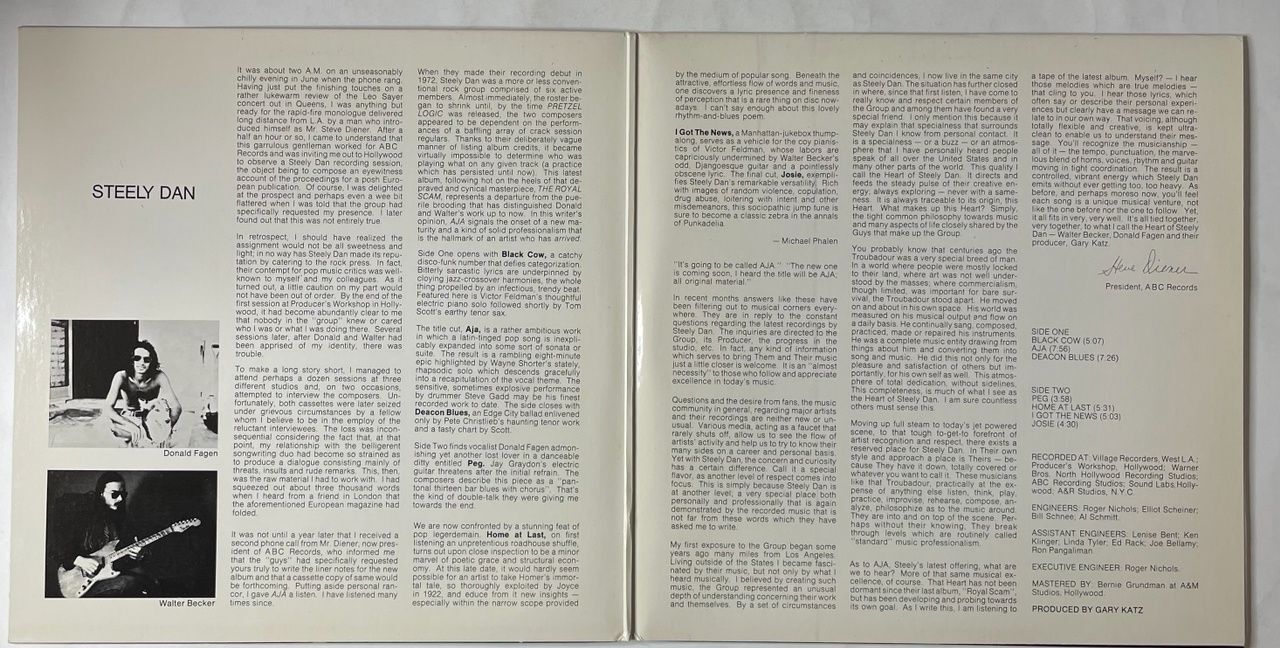 STEELY DAN
Donald Fagen
Walter Becker
It was about two A.M. on an unseasonably
chilly evening in June when the phone rang.
Having just put the finishing touches on a
rather lukewarm review of the Leo Sayer
concert out in Queens, I was anything but
ready for the rapid-fire monologue delivered
long distance from L.A. by a man who intro-
duced himself as Mr. Steve Diener. After a
half an hour or so, I came to understand that
this garrulous gentleman worked for ABC
Records and was inviting me out to Hollywood
to observe a Steely Dan recording session,
the object being to compose an eyewitness
account of the proceedings for a posh Euro-
pean publication. Of course, I was delighted
at the prospect and perhaps even a wee bit
flattered when I was told that the group had
specifically requested my presence. I later
found out this was not entirely true.
In retrospect, I should have realized the
assignment would not be all sweetness and
light; in no way has Steely Dan made its repu-
tation by catering to the rock press. In fact,
their contempt for pop music critics was well-
known to myself and my colleagues. As it
turned out, a little caution on my part would
not have been out of order. By the end of the
first session at Producer's Workshop in Holly-
wood, it had become abundantly clear to me
that nobody in the "group" knew or cared
who I was or what I was doing there. Several
sessions later, after Donald and Walter had
been apprised of my identity, there was
trouble.
To make a long story short, I managed to
attend perhaps a dozen sessions at three
different studios and, on two occasions,
attempted to interview the composers. Un-
fortunately, both cassettes were later seized
under grievous circumstances by a fellow
whom I believe to be in the employ of the
reluctant interviewees. The loss was incon-
sequential considering the fact that, at that
point, my relationship with the belligerent
songwriting duo had become so strained as
to produce a dialogue consisting mainly of
threats, insults and rude remarks. This, then,
was the raw material I had to work with. I had
squeezed out about three thousand words
when I heard from a friend in London that
the aforementioned European magazine had
folded.
It was not until a year later that I received a
second phone call from Mr. Diener, now pres-
ident of ABC Records, who informed me
that the "guys" had specifically requested
yours truly to write the liner notes for the new
album and that a cassette copy of same would
be forthcoming. Putting aside personal ran-
cor, I gave AJA a listen. I have listened many
times since.
When they made their recording debut in
1972, Steely Dan was a more or less conven-
tional rock group comprised of six active
members. Almost immediately, the roster be-
gan to shrink until, by the time PRETZEL
LOGIC was released, the two composers
appeared to be dependent on the perform-
ances of a baffling array of crack session
regulars. Thanks to their deliberately vague
manner of listing album credits, it became
virtually impossible to determine who was
playing what on any given track (a practice
which has persisted until now). This latest
album, following hot on the heels of that de-
praved and cynical masterpiece, THE ROYAL
SCAM, represents a departure from the pue-
rile brooding that has distinguished Donald
and Walter's work up to now. In this writer's
opinion, AJA signals the onset of a new ma-
turity and a kind of solid professionalism that
is the hallmark of an artist who has arrived.
Side One opens with Black Cow, a catchy
disco-funk number that defies categorization.
Bitterly sarcastic lyrics are underpinned by
cloying jazz-crossover harmonies, the whole
thing propelled by an infectious, trendy beat.
Featured here is Victor Feldman's thoughtful
electric piano solo followed shortly by Tom
Scott's earthy tenor sax.
The title cut, Aja, is a rather ambitious work
in which a latin-tinged pop song is inexpli-
cably expanded into some sort of sonata or
suite. The result is a rambling eight-minute
epic highlighted by Wayne Shorter's stately,
rhapsodic solo which descends gracefully
into a recapitulation of the vocal theme. The
sensitive, sometimes explosive performance
by drummer Steve Gadd may be his finest
recorded work to date. The side closes with
Deacon Blues, an Edge City ballad enlivened
only by Pete Christlieb's haunting tenor work
and a tasty chart by Scott.
Side Two finds vocalist Donald Fagen admon-
ishing yet another lost lover in a danceable
ditty entitled Peg. Jay Graydon's electric
guitar threatens after the initial refrain. The
composers describe this piece as a "pan-
tonal thirteen bar blues with chorus". That's
the kind of double-talk they were giving me
towards the end.
We are now confronted by a stunning feat of
pop legerdemain. Home at Last, on first
listening an unpretentious roadhouse shuffle,
turns out upon close inspection to be a minor
marvel of poetic grace and structural econo-
my. At this late date, it would hardly seem
possible for an artist to take Homer's immor-
tal tale, so thoroughly exploited by Joyce
in 1922, and educe from it new insights —
especially within the narrow scope provided
by the medium of popular song. Beneath the
attractive, effortless flow of words and music,
one discovers a lyric presence and fineness
of perception that is a rare thing on disc now-
adays. I can't say enough about this lovely
rhythm-and-blues poem.
I Got The News, a Manhattan-jukebox thump-
along, serves as a vehicle for the coy pianis-
tics of Victor Feldman, whose labors are
capriciously undermined by Walter Becker's
odd, Djangoesque guitar and a pointlessly
obscene lyric. The final cut, Josie, exempli-
fies Steely Dan's remarkable versatility. Rich
with images of random violence, copulation,
drug abuse, loitering with intent and other
misdemeanors, this sociopathic jump tune is
sure to become a classic zebra in the annals
of Punkadelia.
— Michael Phalen
"It's going to be called AJA." "The new one
is coming soon, I heard the title will be AJA;
all original material."
In recent months answers like these have
been filtering out to musical corners every-
where. They are in reply to the constant
questions regarding the latest recordings by
Steely Dan. The inquiries are directed to the
Group, its Producer, the progress in the
studio, etc. In fact, any kind of information
which serves to bring Them and Their music
just a little closer is welcome. It is an "almost
necessity" to those who follow and appreciate
excellence in today's music.
Questions and the desire from fans, the music
community in general, regarding major artists
and their recordings are neither new or un-
usual. Various media, acting as a faucet that
rarely shuts off, allow us to see the flow of
artists' activity and help us to try to know their
many sides on a career and personal basis.
Yet with Steely Dan, the concern and curiosity
has a certain difference. Call it a special
flavor, as another level of respect comes into
focus. This is simply because Steely Dan is
at another level; a very special place both
personally and professionally that is again
demonstrated by the recorded music that is
not far from these words which they have
asked me to write.
My first exposure to the Group began some
years ago many miles from Los Angeles.
Living outside of the States I became fasci-
nated by their music, but not only by what I
heard musically. I believed by creating such
music, the Group represented an unusual
depth of understanding concerning their work
and themselves. By a set of circumstances
and coincidences, I now live in the same city
as Steely Dan. The situation has further closed
in where, since that first listen, I have come to
really know and respect certain members of
the Group and among them have found a very
special friend. I only mention this because it
may explain that specialness that surrounds
Steely Dan I know from personal contact. It
is a specialness — or a buzz — or an atmos-
phere that I have personally heard people
speak of all over the United States and in
many other parts of the world. This quality I
call the Heart of Steely Dan. It directs and
feeds the steady pulse of their creative en-
ergy; always exploring — never with a same-
ness. It is always traceable to its origin, this
Heart. What makes up this Heart? Simply,
the tight common philosophy towards music
and many aspects of life closely shared by the
Guys that make up the Group.
You probably know that centuries ago the
Troubadour was a very special breed of man.
In a world where people were mostly locked
to their land, where art was not well under-
stood by the masses; where commercialism,
though limited, was important for bare sur-
vival, the Troubadour stood apart. He moved
on and about in his own space. His world was
measured on his musical output and flow on
a daily basis. He continually sang, composed,
practiced, made or repaired his instruments.
He was a complete music entity drawing from
things about him and converting them into
song and music. He did this not only for the
pleasure and satisfaction of others but im-
portantly, for his own self as well. This atmos-
phere of total dedication, without sidelines,
This completeness, is much of what I see as
the Heart of Steely Dan. I am sure countless
others must sense this.
Moving up full steam to today's jet powered
scene, to that tough to-get-to forefront of
artist recognition and respect, there exists a
reserved place for Steely Dan. In Their own
style and approach a place is Theirs — be-
cause They have it down, totally covered or
whatever you want to call it. These musicians
like that Troubadour, practically at the ex-
pense of anything else listen, think, play,
practice, improvise, rehearse, compose, an-
alyze, philosophize as to the music around.
They are into and on top of the scene. Per-
haps without their knowing, They break
through levels which are routinely called
"standard" music professionalism.
As to AJA, Steely's latest offering, what are
we to hear? More of that same musical ex-
cellence, of course. That Heart has not been
dormant since their last album, "Royal Scam",
but has been developing and probing towards
its own goal. As I write this, I am listening to
a tape of the latest album. Myself? — I hear
those melodies which are true melodies —
that cling to you. I hear those lyrics, which
often say or describe their personal experi-
ences but clearly have a message we can re-
late to in our own way. That voicing, although
totally flexible and creative, is kept ultra-
clean to enable us to understand their mes-
sage. You'll recognize the musicianship —
all of it — the tempo, punctuation, the marve-
lous blend of horns, voices, rhythm and guitar
moving in tight coordination. The result is a
controlled, vibrant energy which Steely Dan
emits without ever getting too, too heavy. As
before, and perhaps moreso now, you'll feel
each song is a unique musical venture, not
like the one before nor the one to follow. Yet,
it all fits in very, very well. It's all tied together,
very together, to what I call the Heart of Steely
Dan — Walter Becker, Donald Fagen and their
producer, Gary Katz.
Steve Diener
President, ABC Records
SIDE ONE
BLACK COW (5:07)
AJA (7:56)
DEACON BLUES (7:26)
SIDE TWO
PEG (3:58)
HOME AT LAST (5:31)
I GOT THE NEWS (5:03)
JOSIE (4:30)
RECORDED AT: Village Recorders, West L.A.;
Producer's Workshop, Hollywood; Warner
Bros. North Hollywood Recording Studios;
ABC Recording Studios; Sound Labs, Holly-
wood; A&R Studios, N.Y.C.
ENGINEERS: Roger Nichols; Elliot Scheiner;
Bill Schnee; Al Schmitt.
ASSISTANT ENGINEERS: Lenise Bent; Ken
Klinger; Linda Tyler; Ed Rack; Joe Bellamy;
Ron Pangaliman.
EXECUTIVE ENGINEER: Roger Nichols.
MASTERED BY: Bernie Grundman at A&M
Studios, Hollywood.
PRODUCED BY GARY KATZ